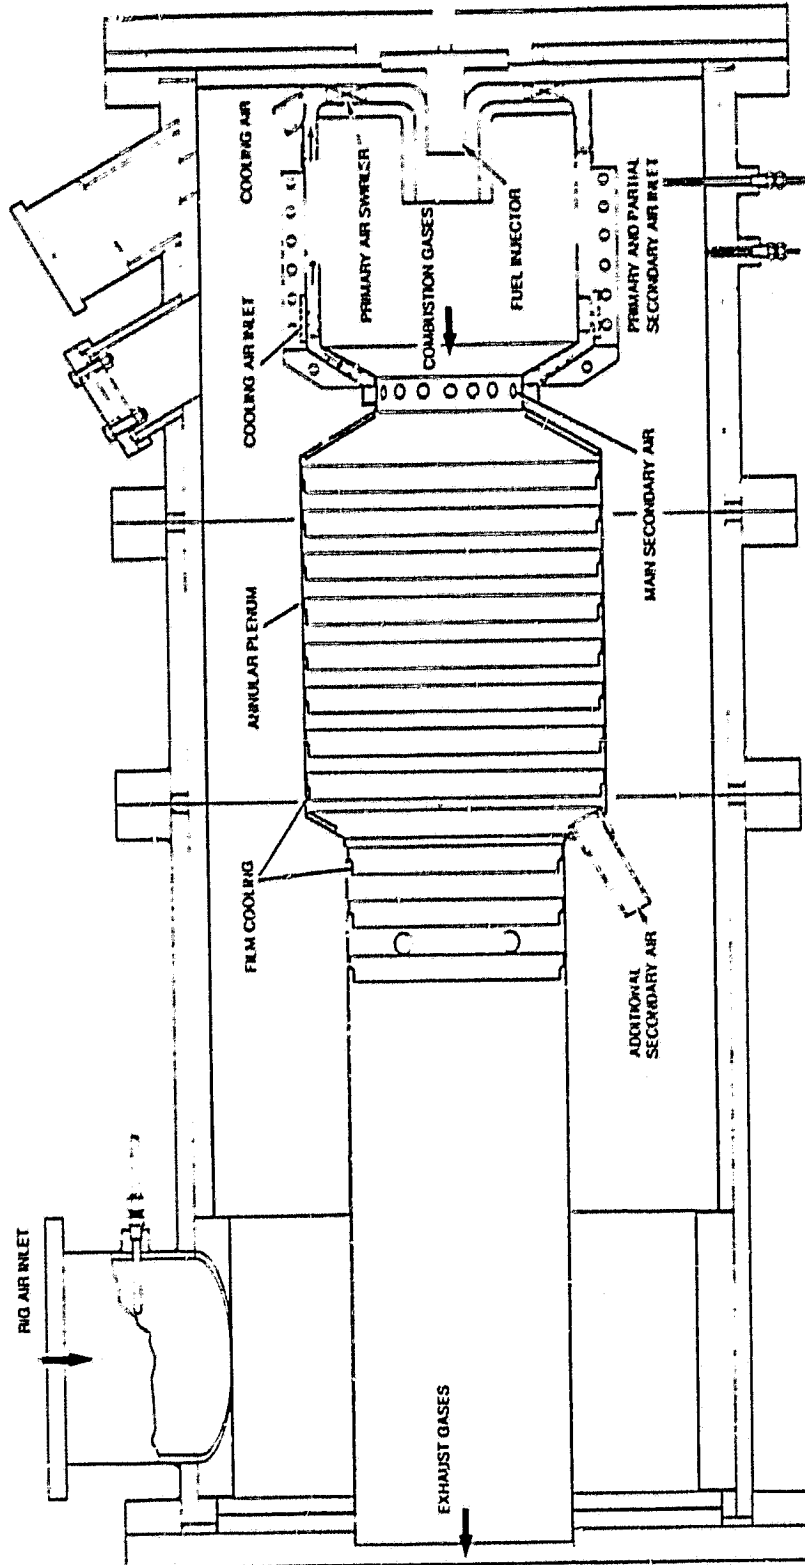 RIG AIR INLET
EXHAUST GASES
FILM COOLING
ADDITIONAL
SECONDARY AIR
ANNULAR PLENUM
MAIN SECONDARY AIR
COOLING AIR INLET
COMBUSTION GASES
PRIMARY AIR SWIRLER
FUEL INJECTOR
COOLING AIR
PRIMARY AND PARTIAL
SECONDARY AIR INLET